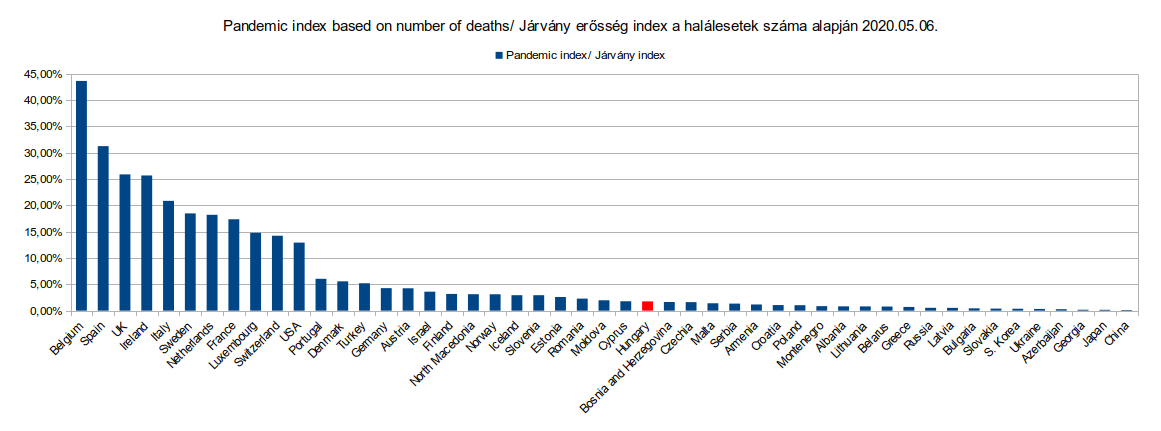 Pandemic index based on number of deaths/ Járvány erősség index a halálesetek száma alapján 2020.05.06.
Pandemic index/ Járvány index
45,00%
40,00%
35,00%
30,00%
25,00%
20,00%
15,00%
10,00%
5,00%
0,00%
Belgium
Spain
UK
Ireland
Italy
Sweden
Netherlands
France
Luxembourg
Switzerland
USA
Portugal
Denmark
Turkey
Germany
Austria
Israel
Finland
North Macedonia
Norway
Iceland
Slovenia
Estonia
Romania
Moldova
Cyprus
Hungary
Bosnia and Herzegovina
Czechia
Malta
Serbia
Armenia
Croatia
Poland
Montenegro
Albania
Lithuania
Belarus
Greece
Russia
Latvia
Bulgaria
Slovakia
S. Korea
Ukraine
Azerbaijan
Georgia
Japan
China